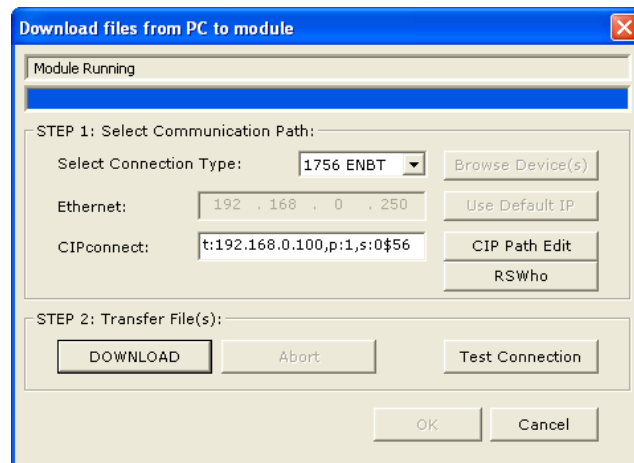 Download files from PC to module
Module Running
STEP 1: Select Communication Path:
Select Connection Type: 1756 ENBT Browse Device(s)
Ethernet: 192 . 168 . 0 . 250 Use Default IP
CIPconnect: t:192.168.0.100,p:1,s:0$56 CIP Path Edit
RSWho
STEP 2: Transfer File(s):
DOWNLOAD Abort Test Connection
OK Cancel